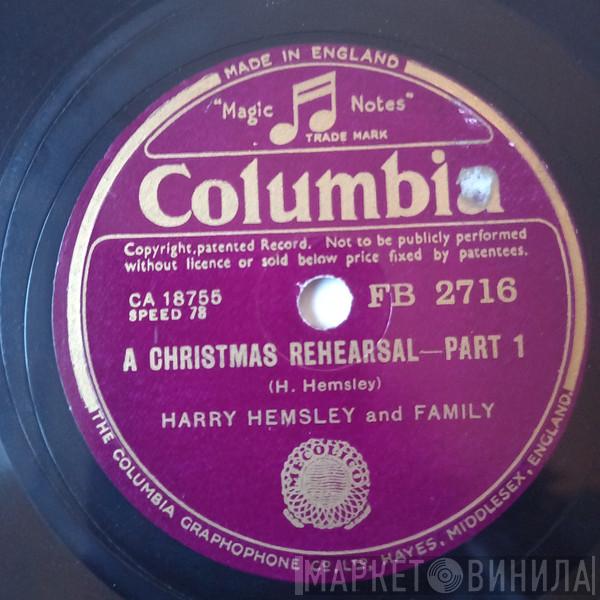 MADE IN ENGLAND
"Magic Notes"
TRADE MARK
Columbia
Copyright, patented Record. Not to be publicly performed
without licence or sold below price fixed by patentees.
CA 18755
SPEED 78
FB 2716
A CHRISTMAS REHEARSAL—PART 1
(H. Hemsley)
HARRY HEMSLEY and FAMILY
MECOLICO
THE COLUMBIA GRAPHOPHONE CO. LTD., HAYES, MIDDLESEX, ENGLAND.
МАРКЕТ ВИНИЛА